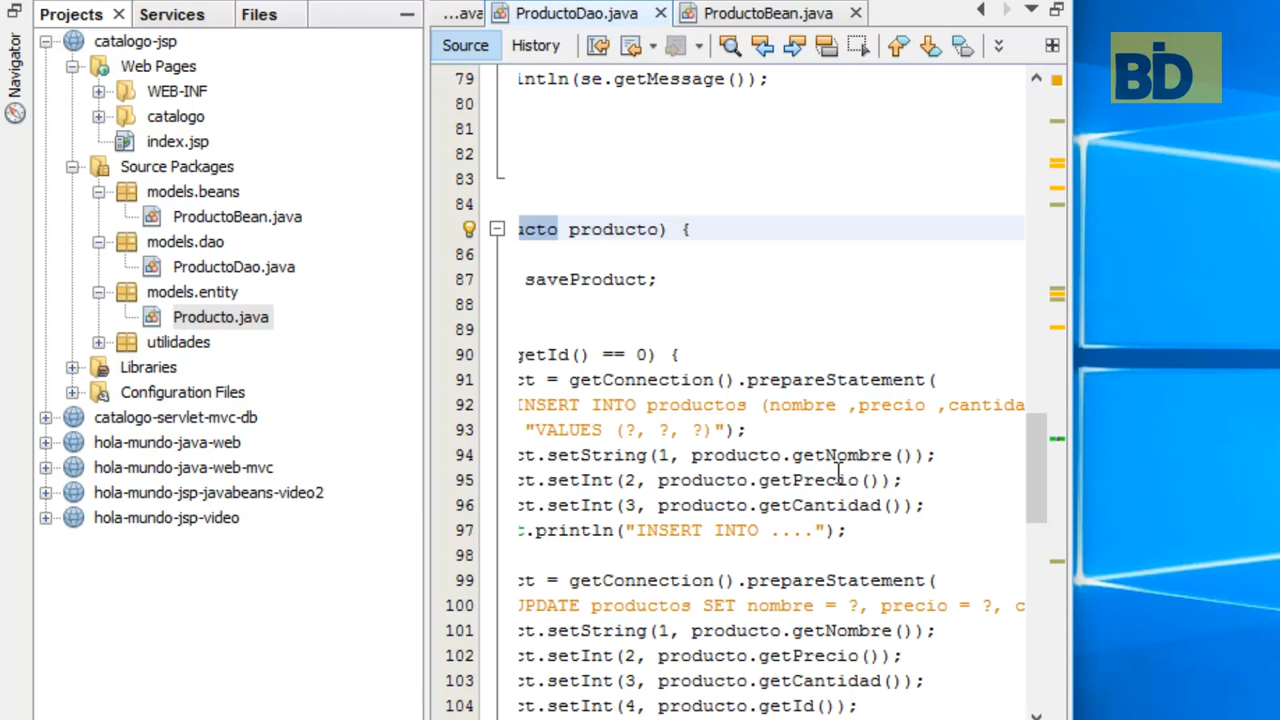 Projects Services Files
...ava ProductoDao.java ProductoBean.java
Navigator
Source History
BID
catalogo-jsp
Web Pages
WEB-INF
catalogo
index.jsp
Source Packages
models.beans
ProductoBean.java
models.dao
ProductoDao.java
models.entity
Producto.java
utilidades
Libraries
Configuration Files
catalogo-servlet-mvc-db
hola-mundo-java-web
hola-mundo-java-web-mvc
hola-mundo-jsp-javabeans-video2
hola-mundo-jsp-video
79 intln(se.getMessage());
80
81
82
83
84
ucto producto) {
86
87 saveProduct;
88
89
90 getId() == 0) {
91 ct = getConnection().prepareStatement(
92 INSERT INTO productos (nombre ,precio ,cantida
93 "VALUES (?, ?, ?)");
94 ct.setString(1, producto.getNombre());
95 ct.setInt(2, producto.getPrecio());
96 ct.setInt(3, producto.getCantidad());
97 t.println("INSERT INTO ....");
98
99 ct = getConnection().prepareStatement(
100 UPDATE productos SET nombre = ?, precio = ?, c
101 ct.setString(1, producto.getNombre());
102 ct.setInt(2, producto.getPrecio());
103 ct.setInt(3, producto.getCantidad());
104 ct.setInt(4, producto.getId());